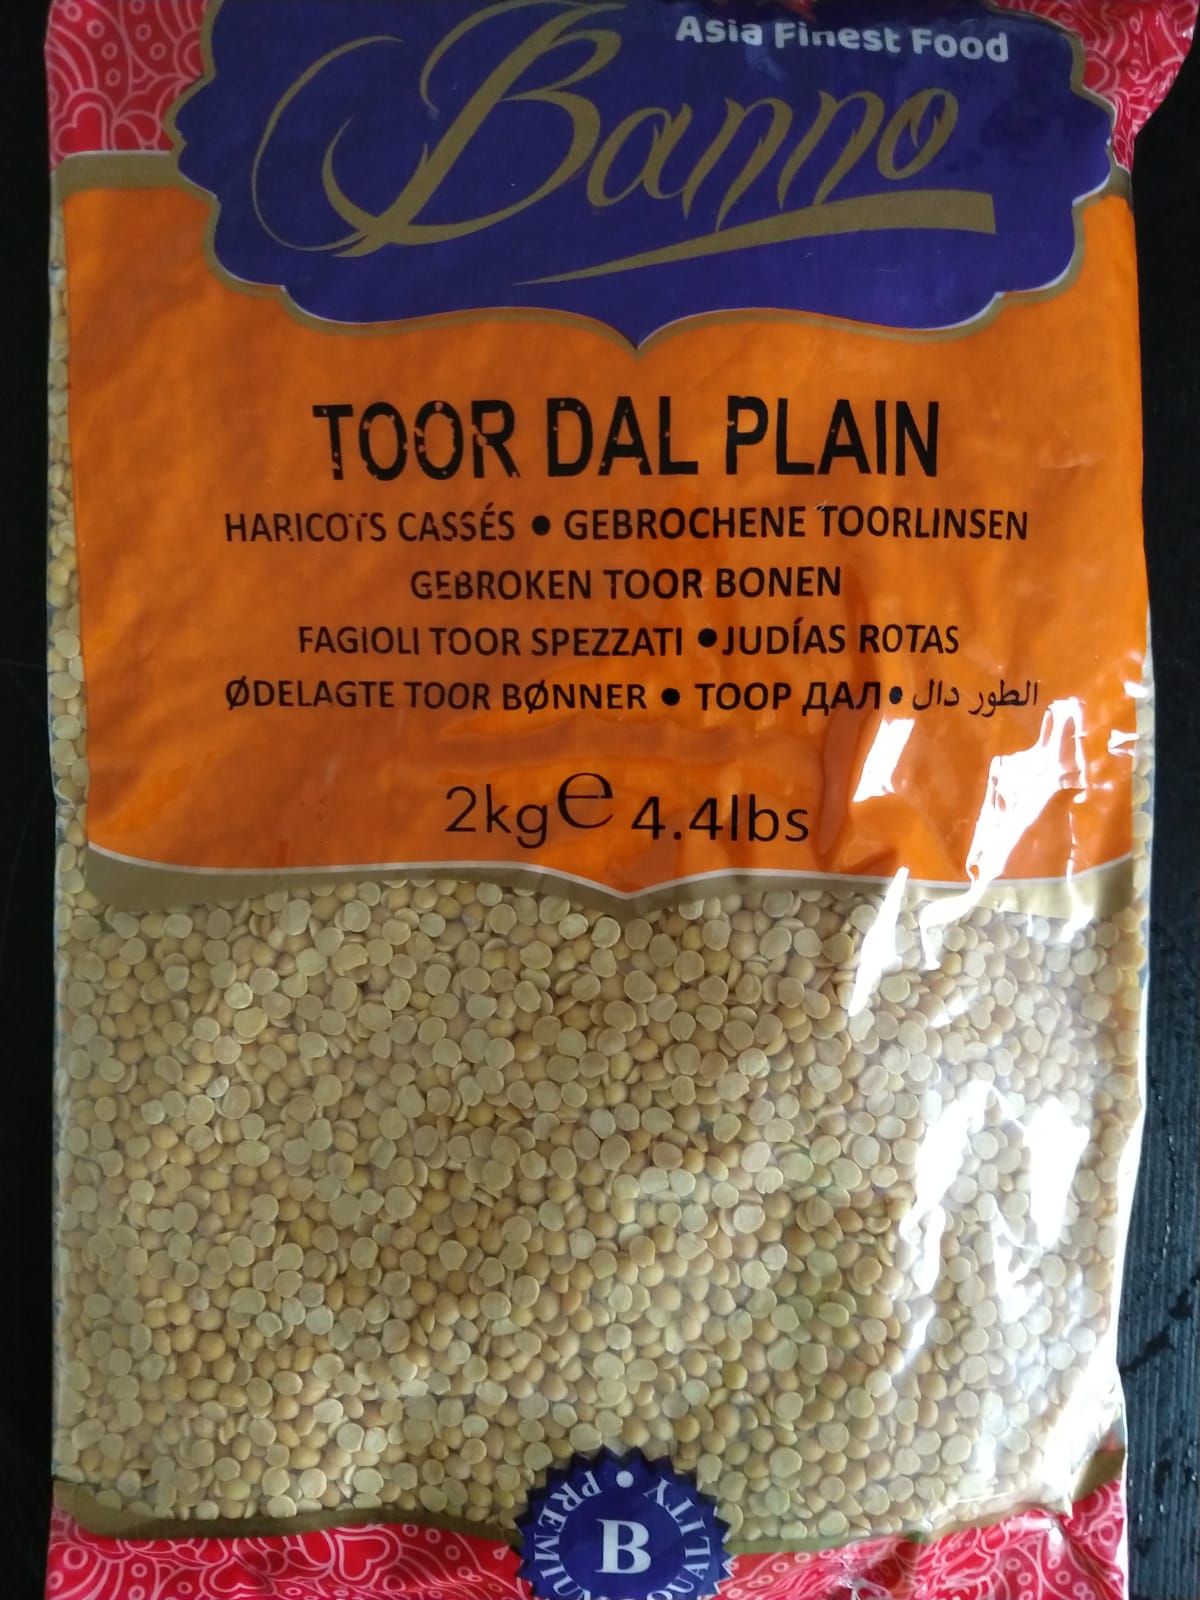 Asia Finest Food
Banno
TOOR DAL PLAIN
HARICOTS CASSÉS • GEBROCHENE TOORLINSEN
GEBROKEN TOOR BONEN
FAGIOLI TOOR SPEZZATI • JUDÍAS ROTAS
ØDELAGTE TOOR BØNNER • ТООР ДАЛ • الطور دال
2kg e 4.4lbs
PREMIUM QUALITY
B